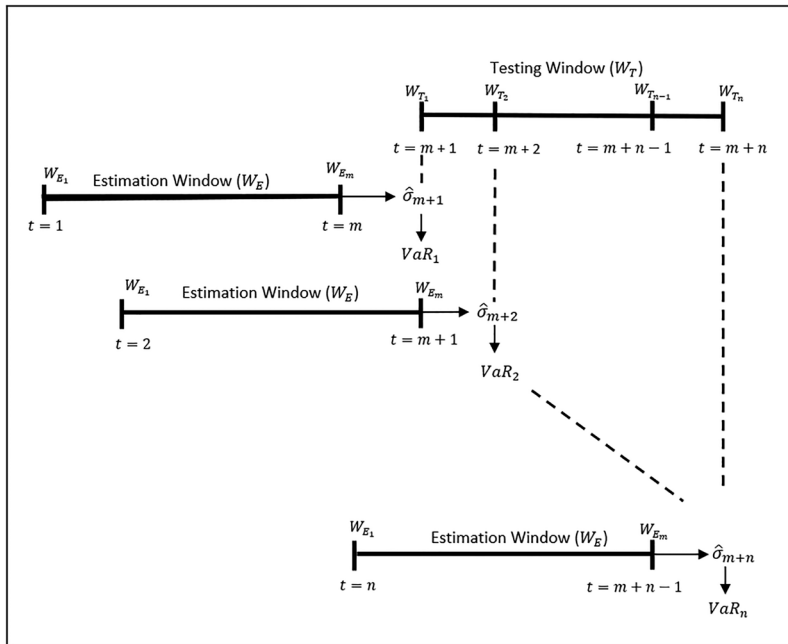 Testing Window (W_T)
W_{T_1} W_{T_2} W_{T_{n-1}} W_{T_n}
t = m + 1 t = m + 2 t = m + n − 1 t = m + n
W_{E_1} Estimation Window (W_E) W_{E_m}
t = 1 t = m σ̂_{m+1}
VaR_1
W_{E_1} Estimation Window (W_E) W_{E_m}
t = 2 t = m + 1 σ̂_{m+2}
VaR_2
W_{E_1} Estimation Window (W_E) W_{E_m}
t = n t = m + n − 1 σ̂_{m+n}
VaR_n